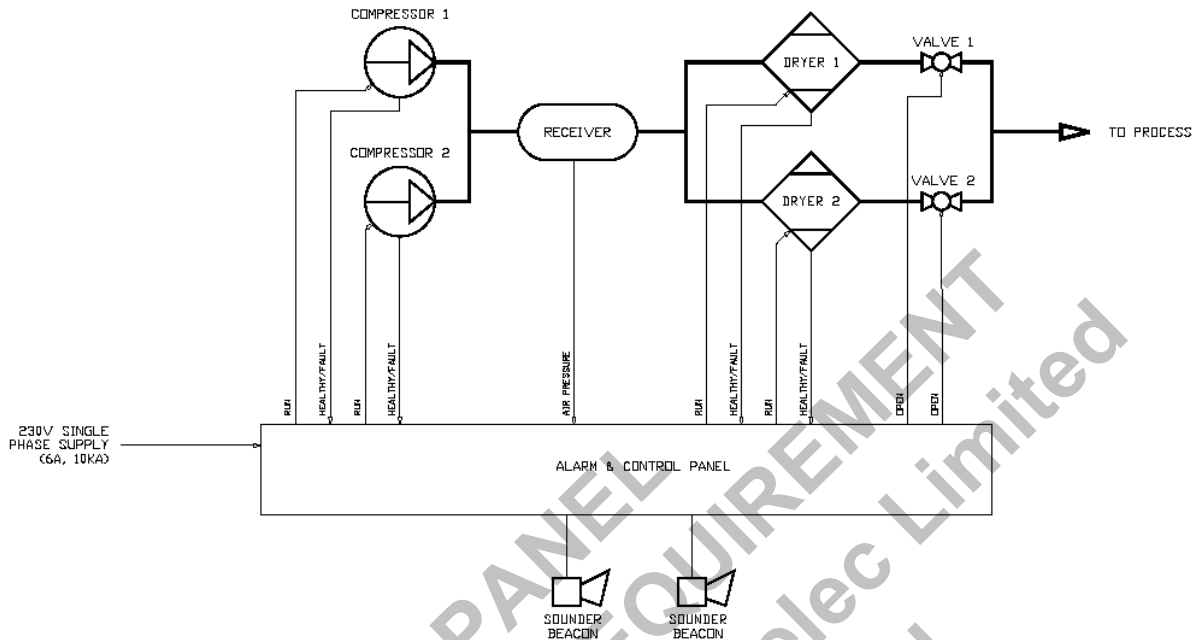 COMPRESSOR 1
COMPRESSOR 2
RECEIVER
DRYER 1
DRYER 2
VALVE 1
VALVE 2
TO PROCESS
RUN
HEALTHY/FAULT
RUN
HEALTHY/FAULT
AIR PRESSURE
RUN
HEALTHY/FAULT
RUN
HEALTHY/FAULT
OPEN
OPEN
230V SINGLE
PHASE SUPPLY
(6A, 10KA)
ALARM & CONTROL PANEL
SOUNDER
BEACON
SOUNDER
BEACON
PANEL
EQUIREMENT
elec Limited